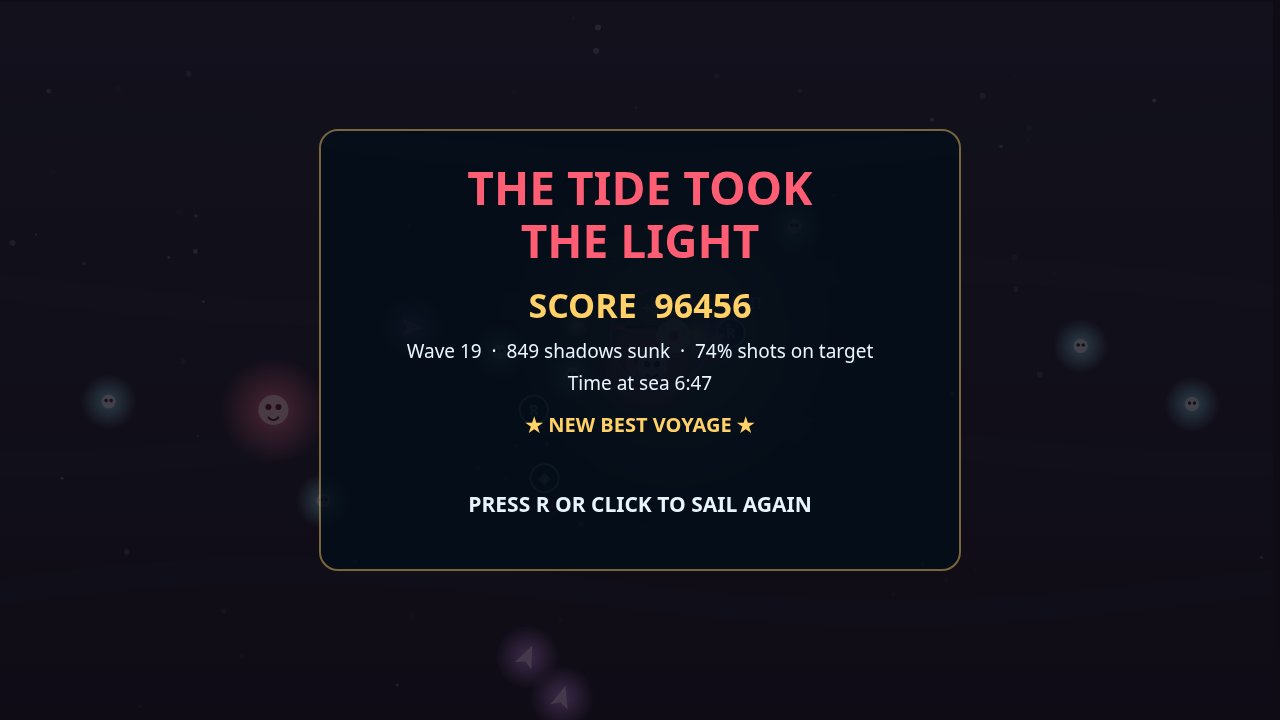 THE TIDE TOOK
THE LIGHT
SCORE 96456
Wave 19 · 849 shadows sunk · 74% shots on target
Time at sea 6:47
★ NEW BEST VOYAGE ★
PRESS R OR CLICK TO SAIL AGAIN